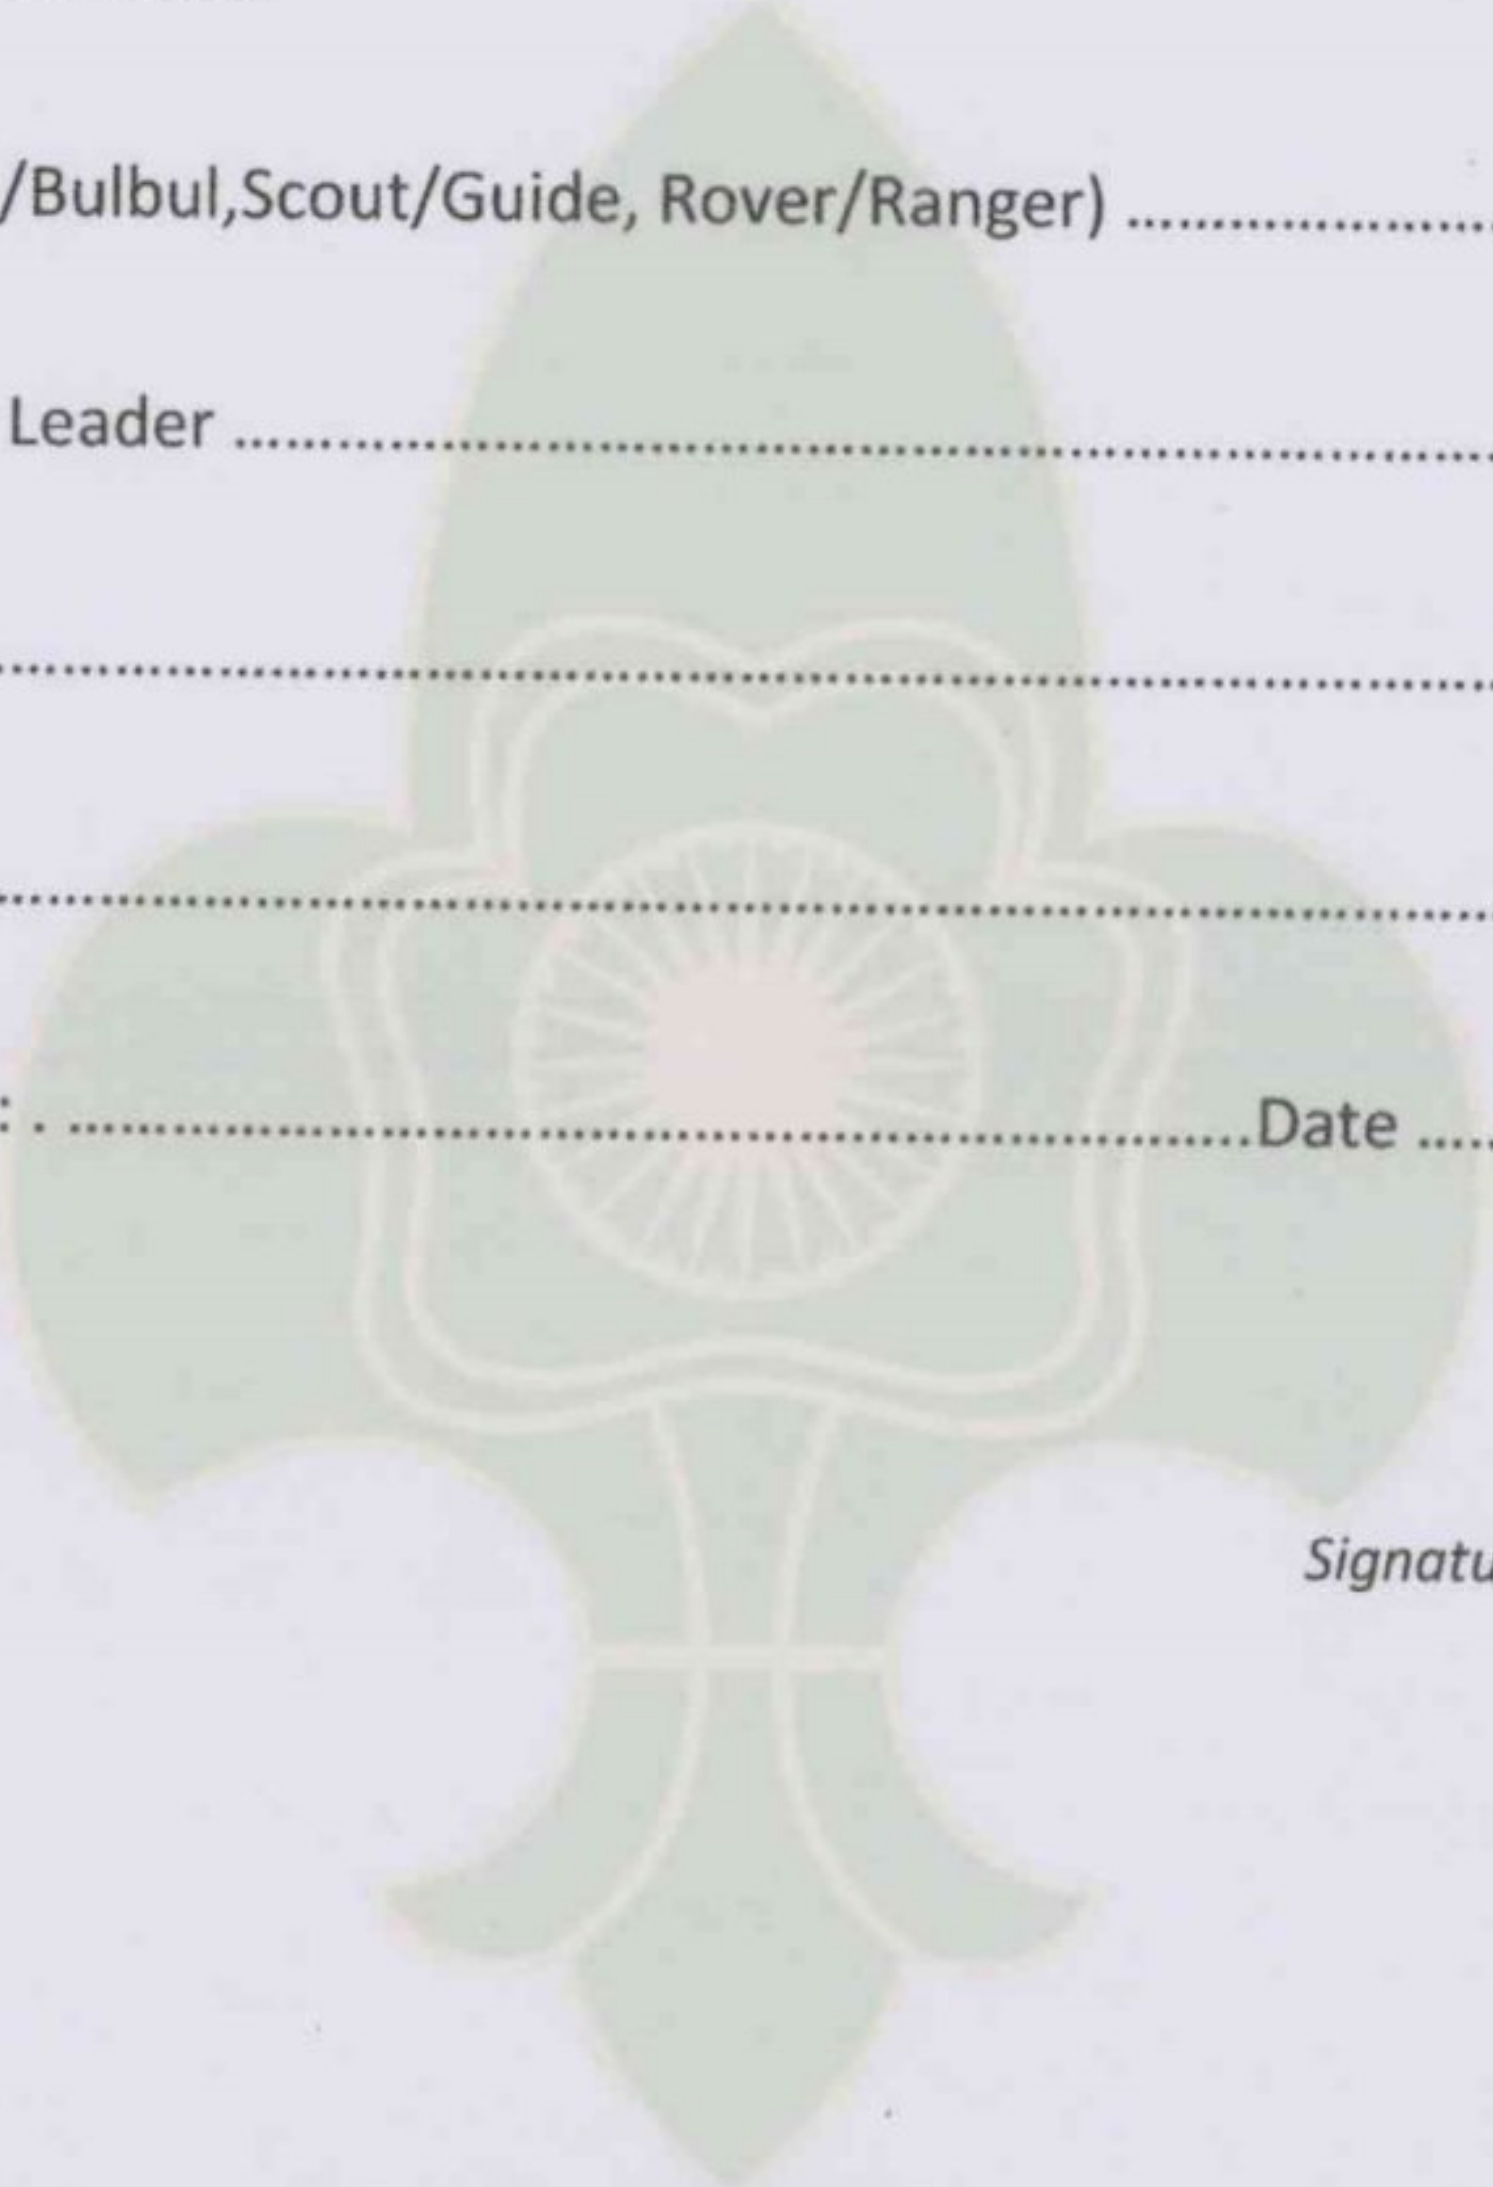 /Bulbul,Scout/Guide, Rover/Ranger) ........................
Leader ........................................................................
....................................................................................
....................................................................................
: . ....................................................................Date .....
Signatu